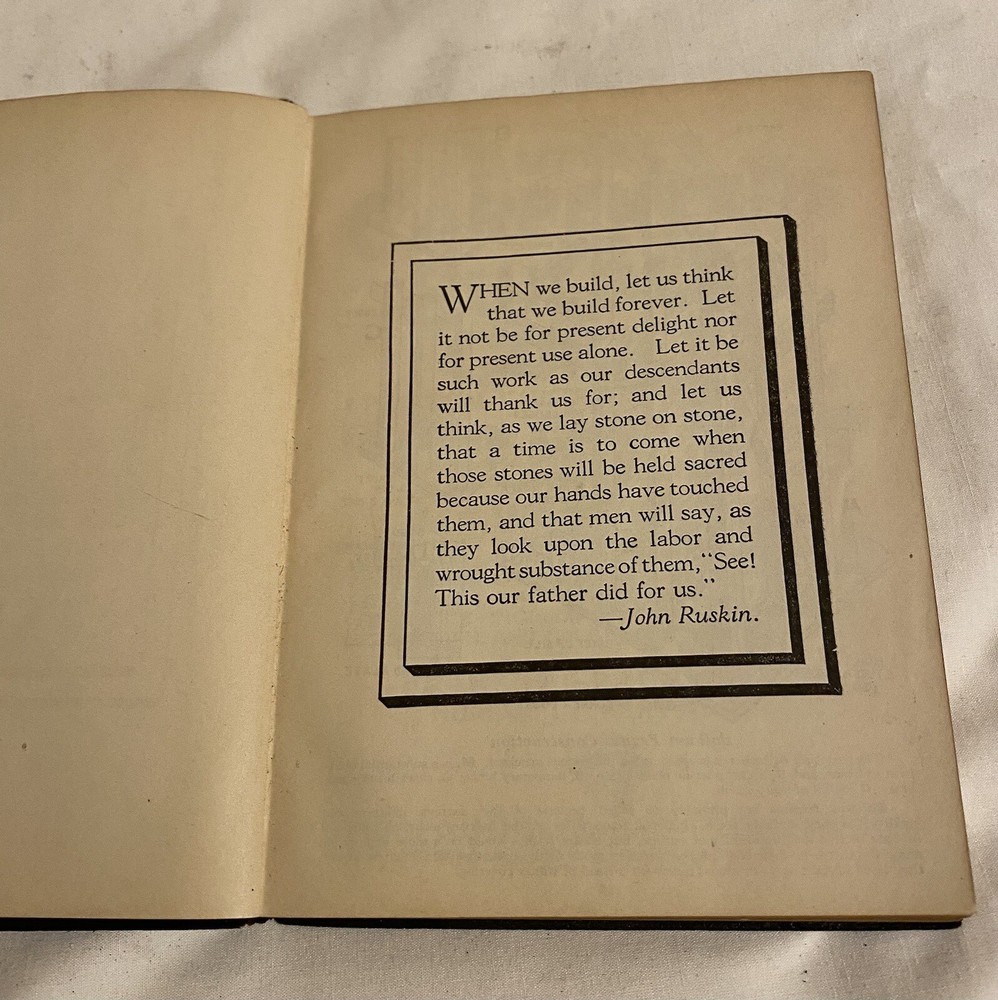 WHEN we build, let us think
that we build forever. Let
it not be for present delight nor
for present use alone. Let it be
such work as our descendants
will thank us for; and let us
think, as we lay stone on stone,
that a time is to come when
those stones will be held sacred
because our hands have touched
them, and that men will say, as
they look upon the labor and
wrought substance of them, "See!
This our father did for us."
—John Ruskin.